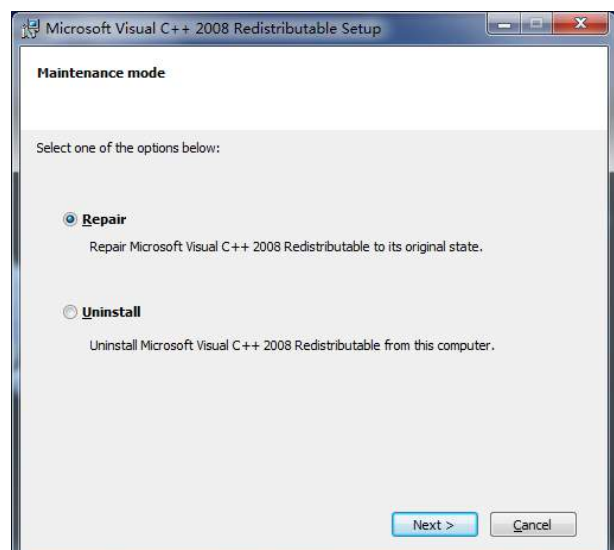 Microsoft Visual C++ 2008 Redistributable Setup
Maintenance mode
Select one of the options below:
Repair
Repair Microsoft Visual C++ 2008 Redistributable to its original state.
Uninstall
Uninstall Microsoft Visual C++ 2008 Redistributable from this computer.
Next >
Cancel